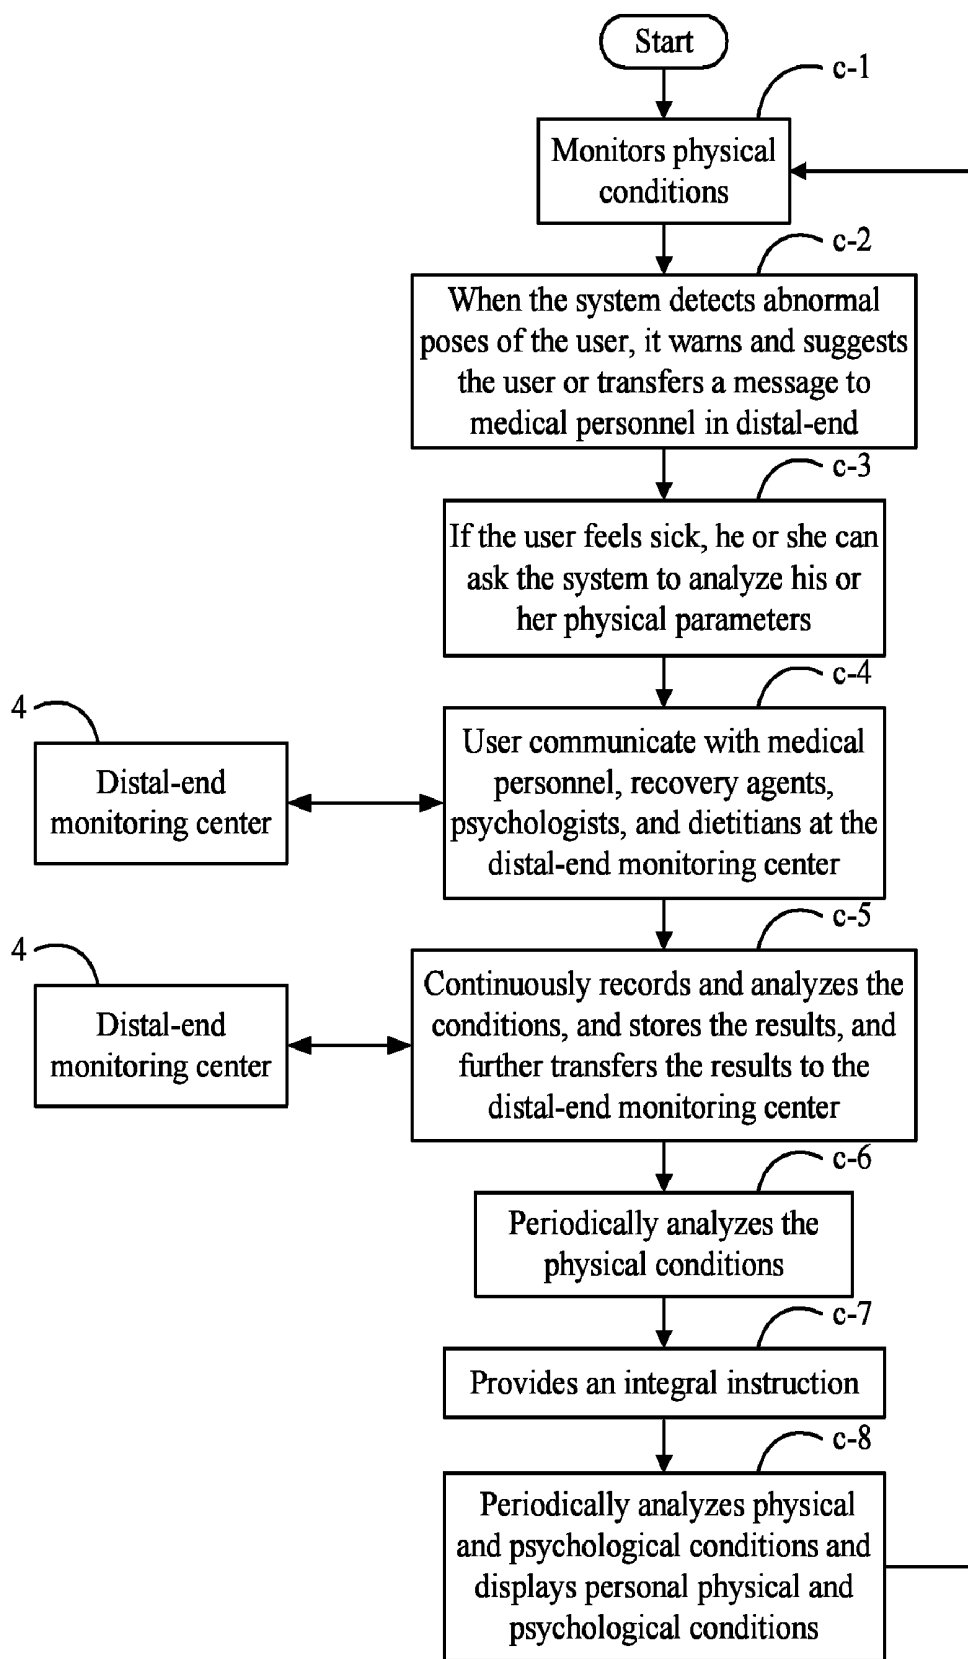 Start
c-1
Monitors physical
conditions
c-2
When the system detects abnormal
poses of the user, it warns and suggests
the user or transfers a message to
medical personnel in distal-end
c-3
If the user feels sick, he or she can
ask the system to analyze his or
her physical parameters
c-4
4
Distal-end
monitoring center
User communicate with medical
personnel, recovery agents,
psychologists, and dietitians at the
distal-end monitoring center
c-5
4
Distal-end
monitoring center
Continuously records and analyzes the
conditions, and stores the results, and
further transfers the results to the
distal-end monitoring center
c-6
Periodically analyzes the
physical conditions
c-7
Provides an integral instruction
c-8
Periodically analyzes physical
and psychological conditions and
displays personal physical and
psychological conditions